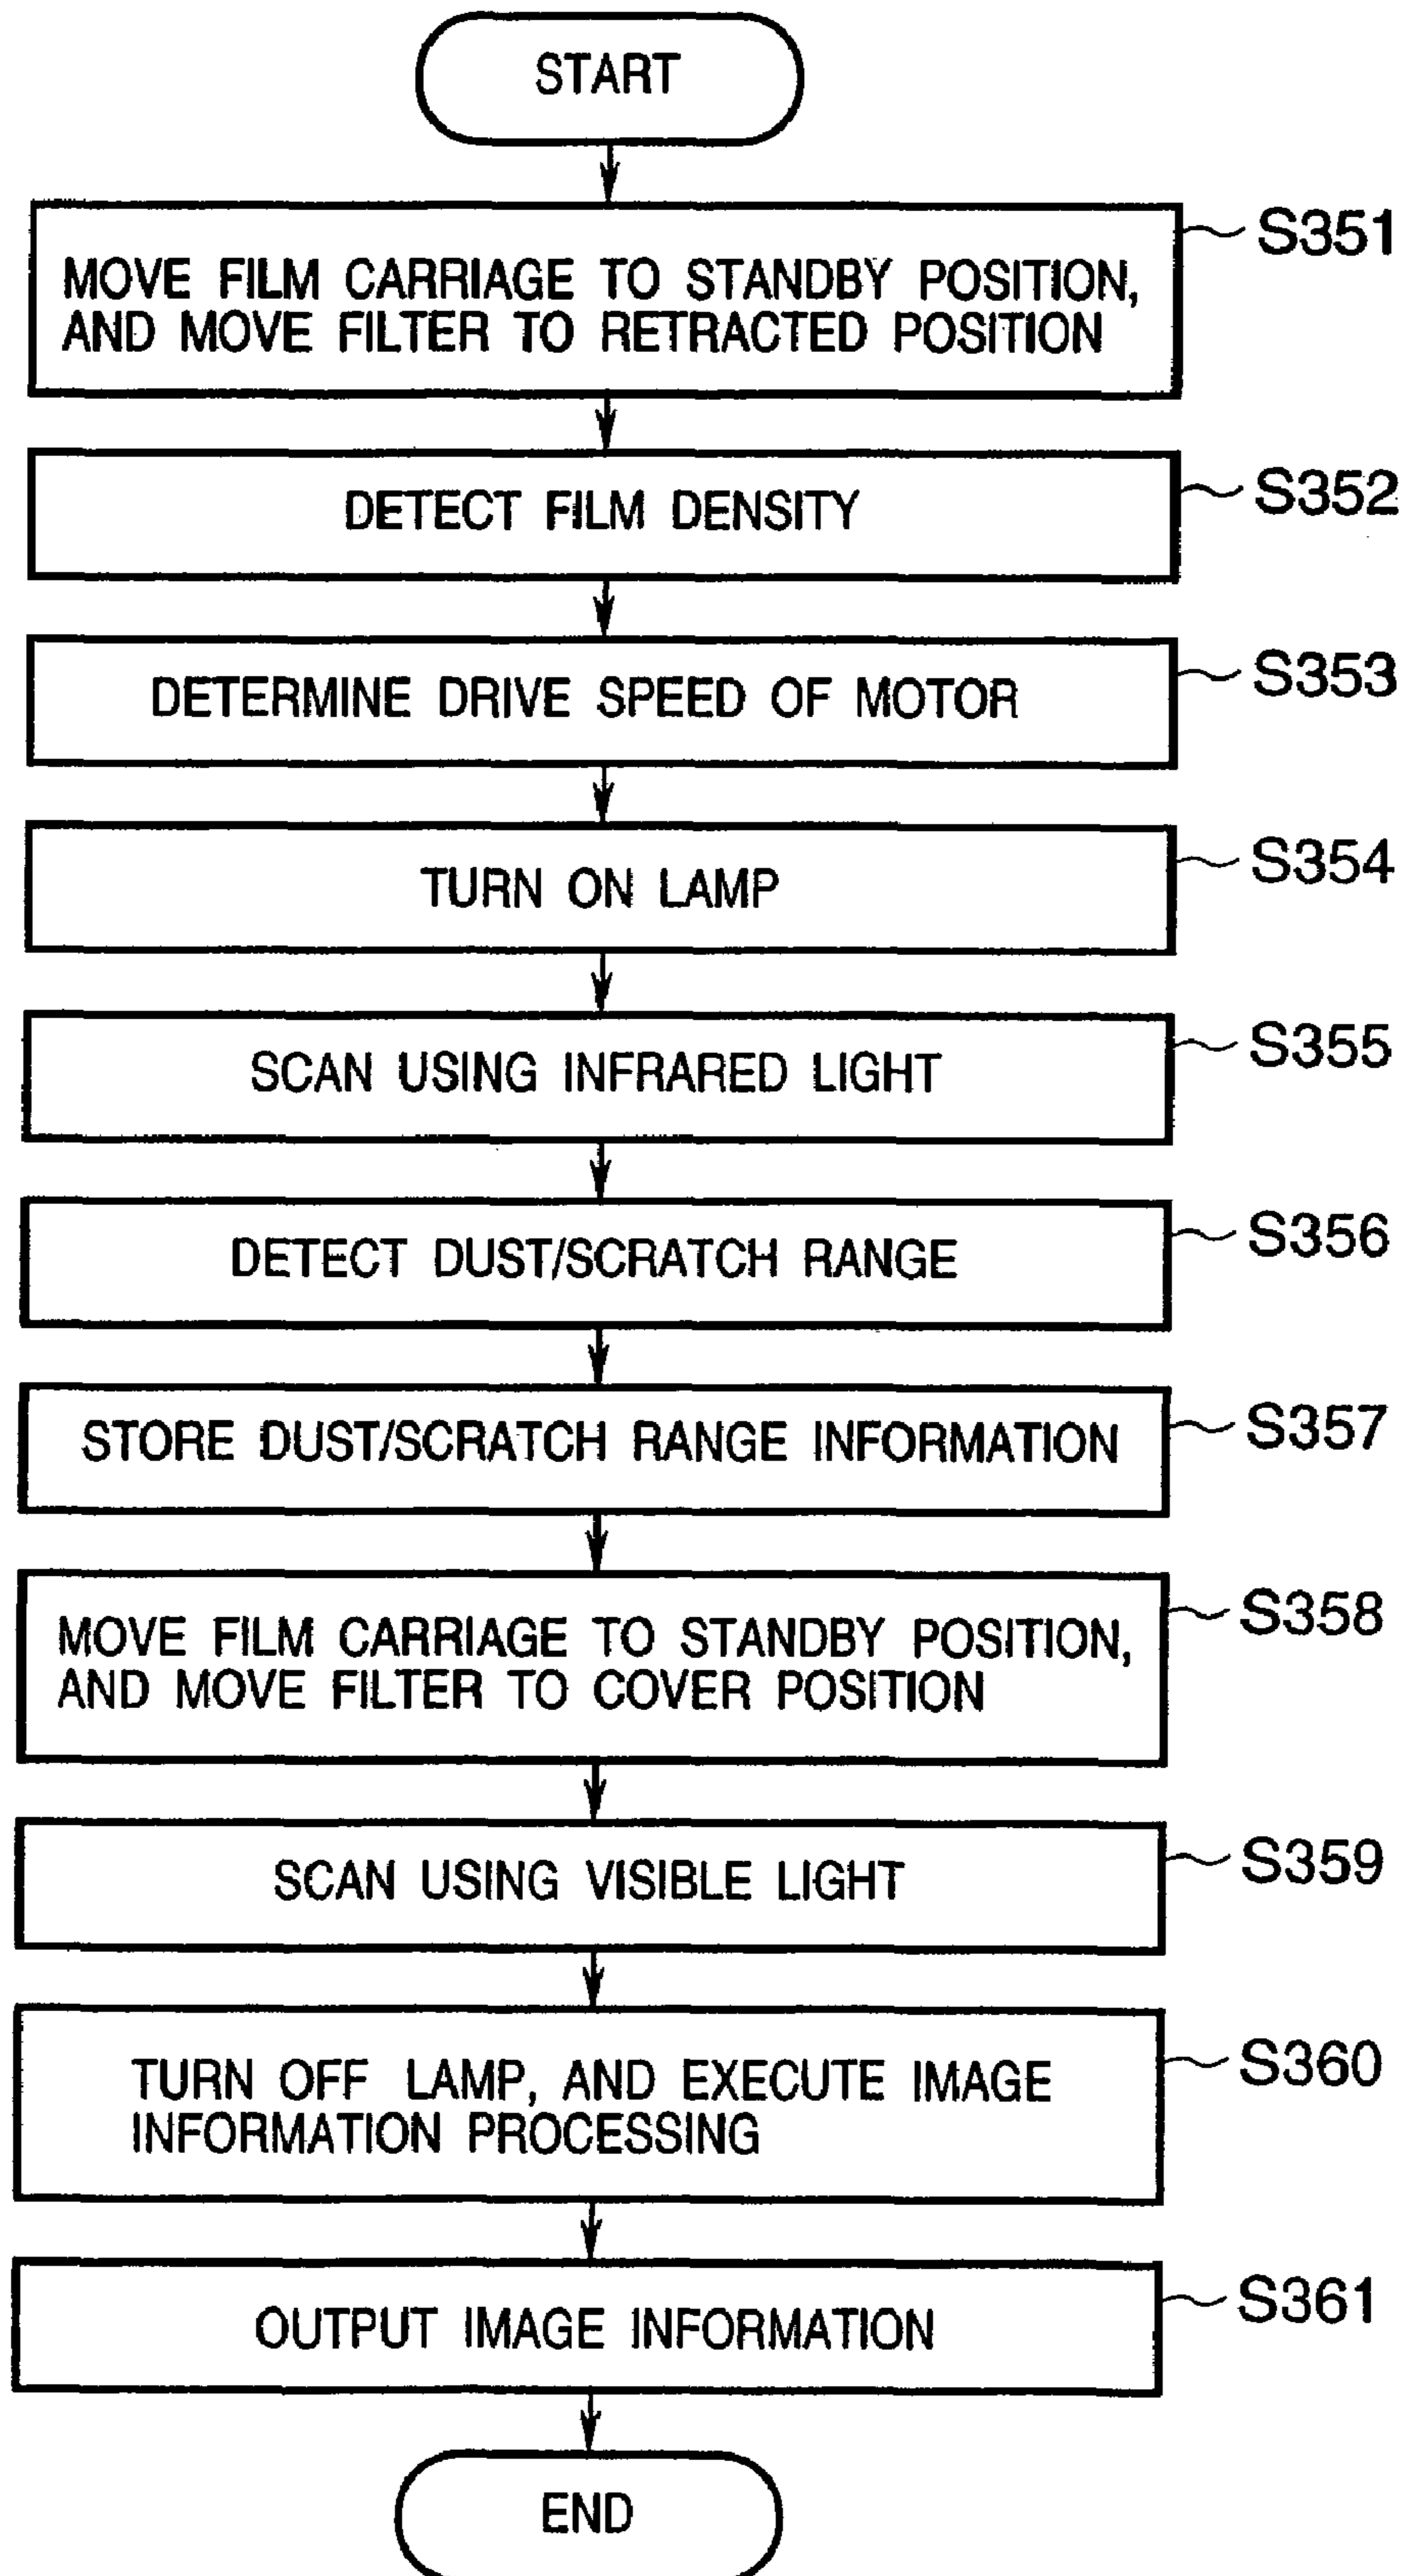 START
S351
MOVE FILM CARRIAGE TO STANDBY POSITION,
AND MOVE FILTER TO RETRACTED POSITION
S352
DETECT FILM DENSITY
S353
DETERMINE DRIVE SPEED OF MOTOR
S354
TURN ON LAMP
S355
SCAN USING INFRARED LIGHT
S356
DETECT DUST/SCRATCH RANGE
S357
STORE DUST/SCRATCH RANGE INFORMATION
S358
MOVE FILM CARRIAGE TO STANDBY POSITION,
AND MOVE FILTER TO COVER POSITION
S359
SCAN USING VISIBLE LIGHT
S360
TURN OFF LAMP, AND EXECUTE IMAGE
INFORMATION PROCESSING
S361
OUTPUT IMAGE INFORMATION
END